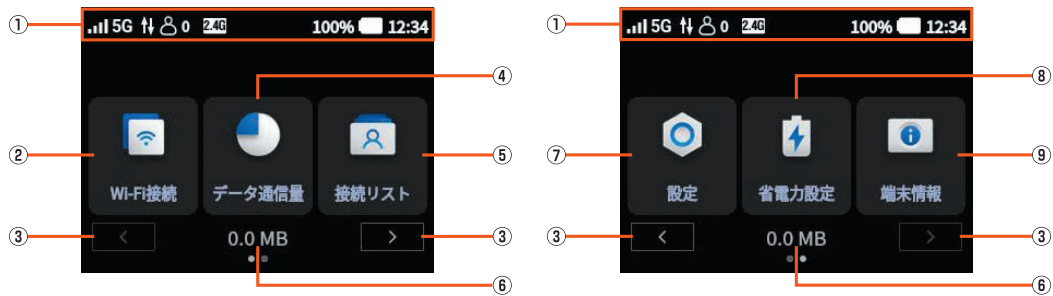 ① 5G 0 2.4G 100% 12:34
④
② ⑤
Wi-Fi接続 データ通信量 接続リスト
③ < 0.0 MB > ③
⑥
① 5G 0 2.4G 100% 12:34
⑧
⑦ ⑨
設定 省電力設定 端末情報
③ < 0.0 MB > ③
⑥